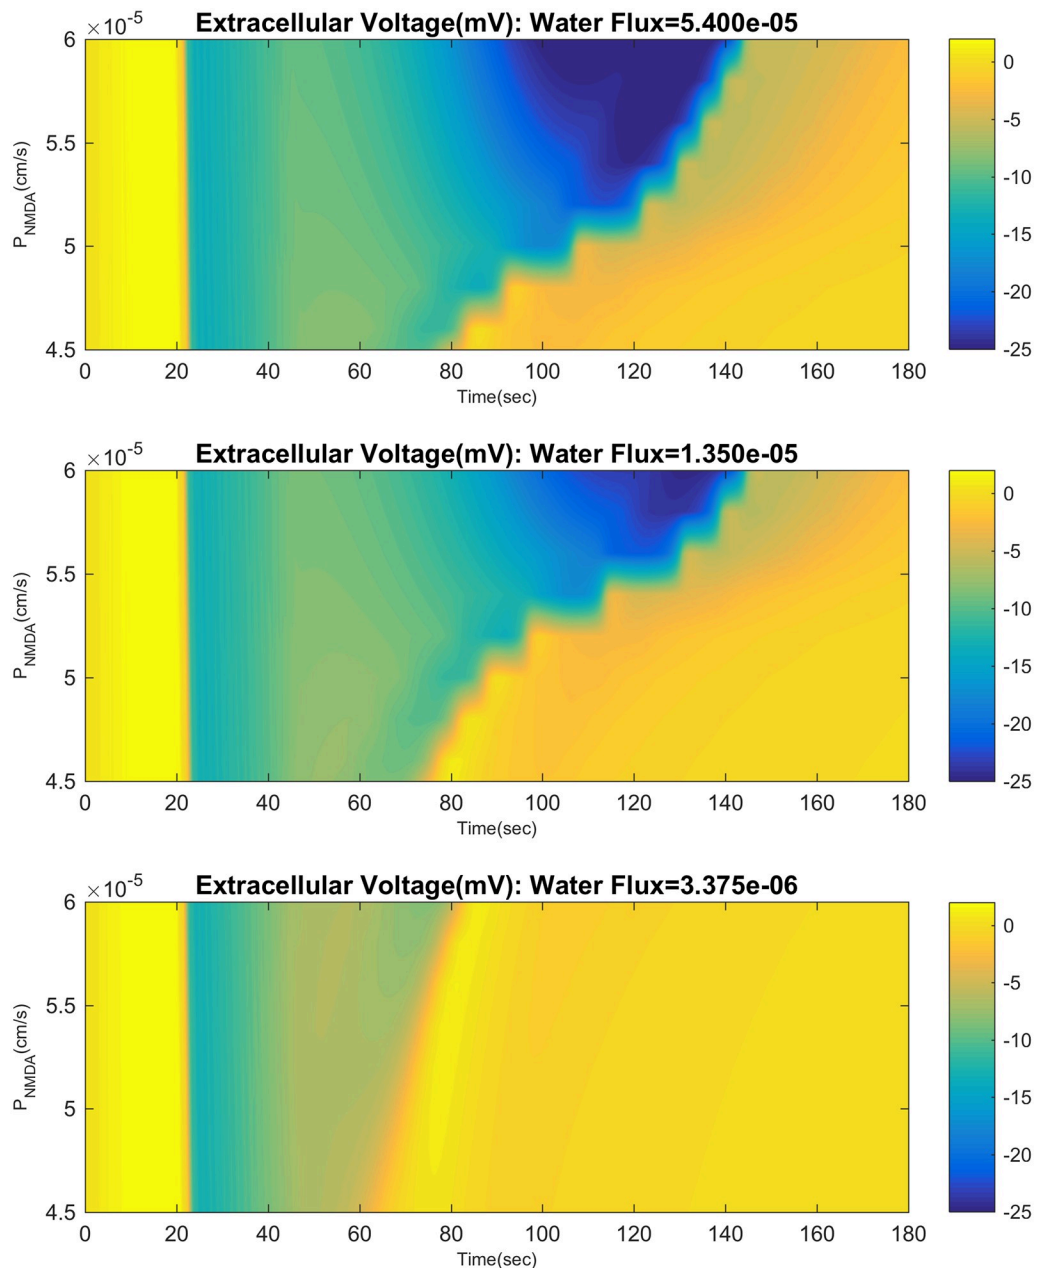 Extracellular Voltage(mV): Water Flux=5.400e-05
×10^-5
6
5.5
5
4.5
P_NMDA(cm/s)
0 20 40 60 80 100 120 140 160 180
Time(sec)
0
-5
-10
-15
-20
-25
Extracellular Voltage(mV): Water Flux=1.350e-05
×10^-5
6
5.5
5
4.5
P_NMDA(cm/s)
0 20 40 60 80 100 120 140 160 180
Time(sec)
0
-5
-10
-15
-20
-25
Extracellular Voltage(mV): Water Flux=3.375e-06
×10^-5
6
5.5
5
4.5
P_NMDA(cm/s)
0 20 40 60 80 100 120 140 160 180
Time(sec)
0
-5
-10
-15
-20
-25